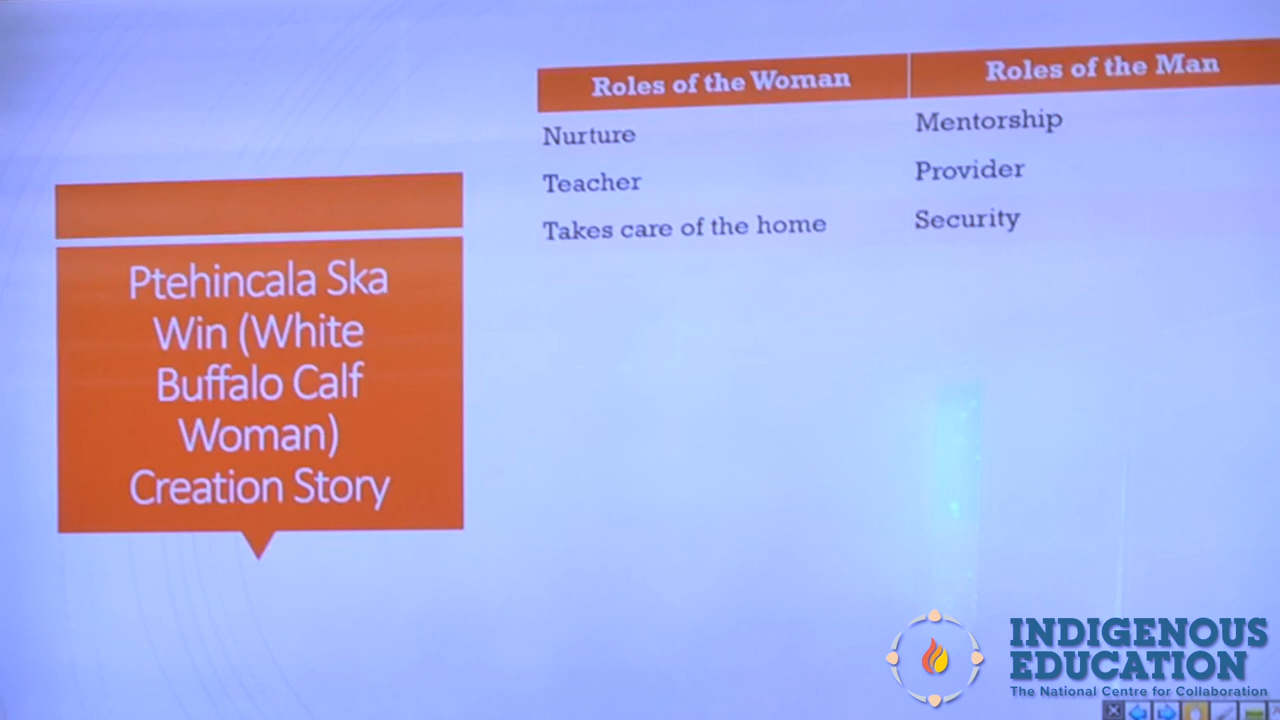 Ptehincala Ska
Win (White
Buffalo Calf
Woman)
Creation Story
Roles of the Woman
Roles of the Man
Nurture
Mentorship
Teacher
Provider
Takes care of the home
Security
INDIGENOUS
EDUCATION
The National Centre for Collaboration